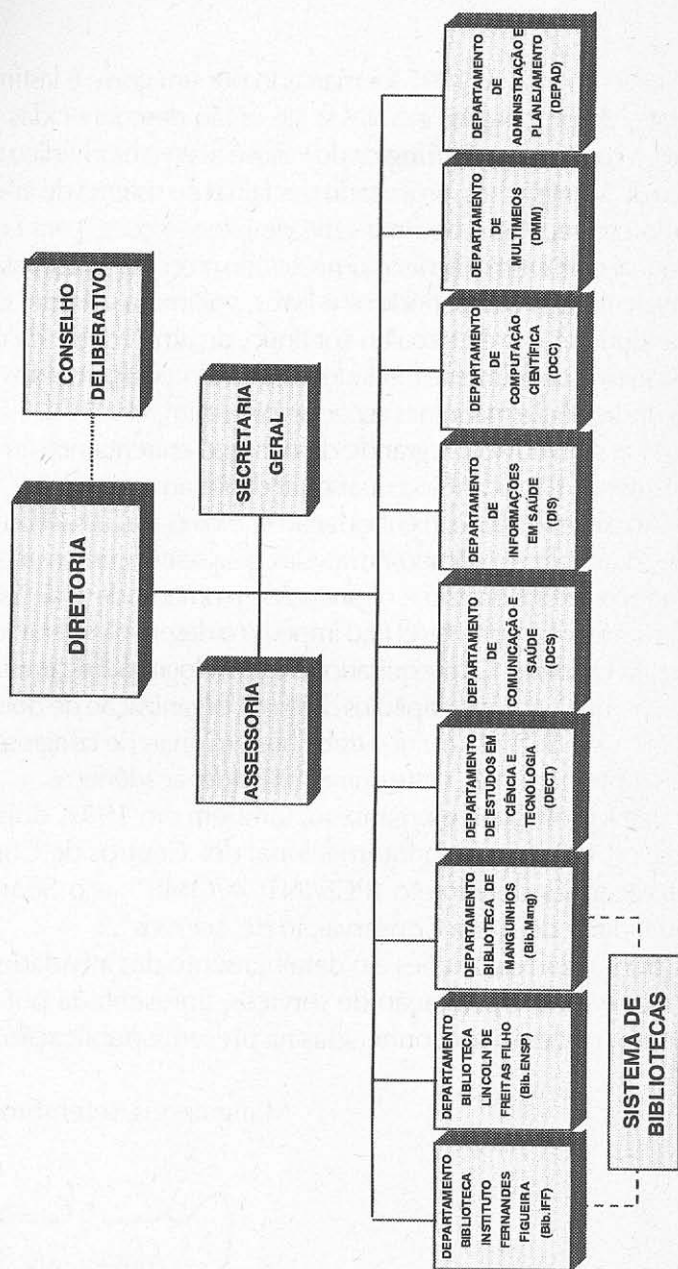 CONSELHO
DELIBERATIVO
DIRETORIA
SECRETARIA
GERAL
ASSESSORIA
DEPARTAMENTO
BIBLIOTECA
INSTITUTO
FERNANDES
FIGUEIRA
(Bib.IFF)
DEPARTAMENTO
BIBLIOTECA
LINCOLN DE
FREITAS FILHO
(Bib.ENSP)
DEPARTAMENTO
BIBLIOTECA DE
MANGUINHOS
(Bib.Mang)
DEPARTAMENTO
DE ESTUDOS EM
CIÊNCIA E
TECNOLOGIA
(DECT)
DEPARTAMENTO
DE
COMUNICAÇÃO E
SAÚDE
(DCS)
DEPARTAMENTO
DE
INFORMAÇÕES
EM SAÚDE
(DIS)
DEPARTAMENTO
DE
COMPUTAÇÃO
CIENTÍFICA
(DCC)
DEPARTAMENTO
DE
MULTIMEIOS
(DMM)
DEPARTAMENTO
DE
ADMINISTRAÇÃO E
PLANEJAMENTO
(DEPAD)
SISTEMA DE
BIBLIOTECAS